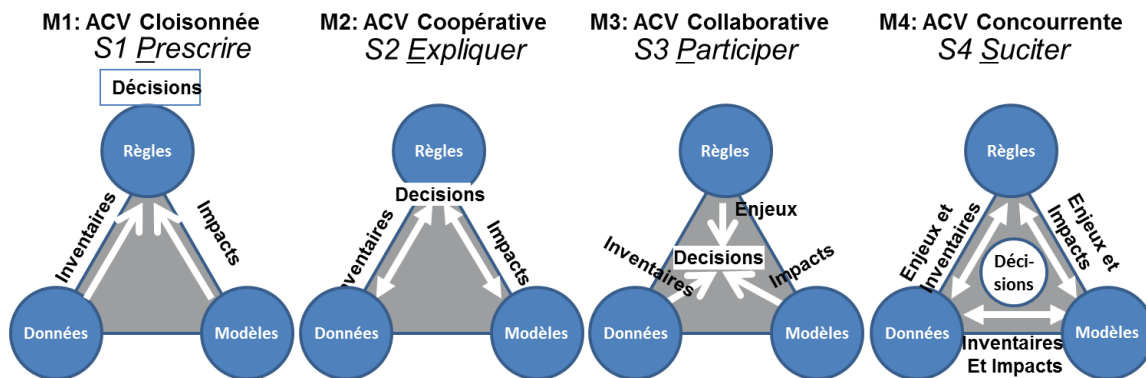 M1: ACV Cloisonnée
S1 Prescrire
Décisions
Règles
Inventaires
Impacts
Données
Modèles
M2: ACV Coopérative
S2 Expliquer
Règles
Decisions
Inventaires
Impacts
Données
Modèles
M3: ACV Collaborative
S3 Participer
Règles
Enjeux
Decisions
Inventaires
Impacts
Données
Modèles
M4: ACV Concourrente
S4 Suciter
Règles
Enjeux et
Inventaires
Enjeux et
Impacts
Déci-
sions
Données
Modèles
Inventaires
Et Impacts